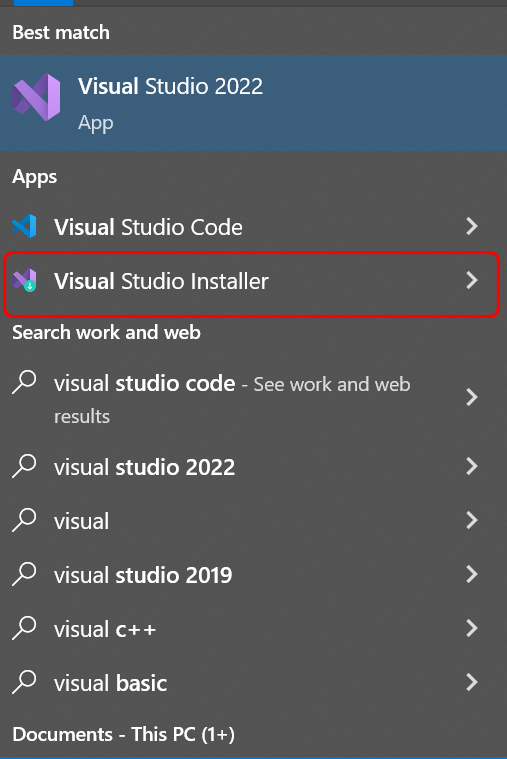 Best match
Visual Studio 2022
App
Apps
Visual Studio Code
Visual Studio Installer
Search work and web
visual studio code - See work and web
results
visual studio 2022
visual
visual studio 2019
visual c++
visual basic
Documents - This PC (1+)